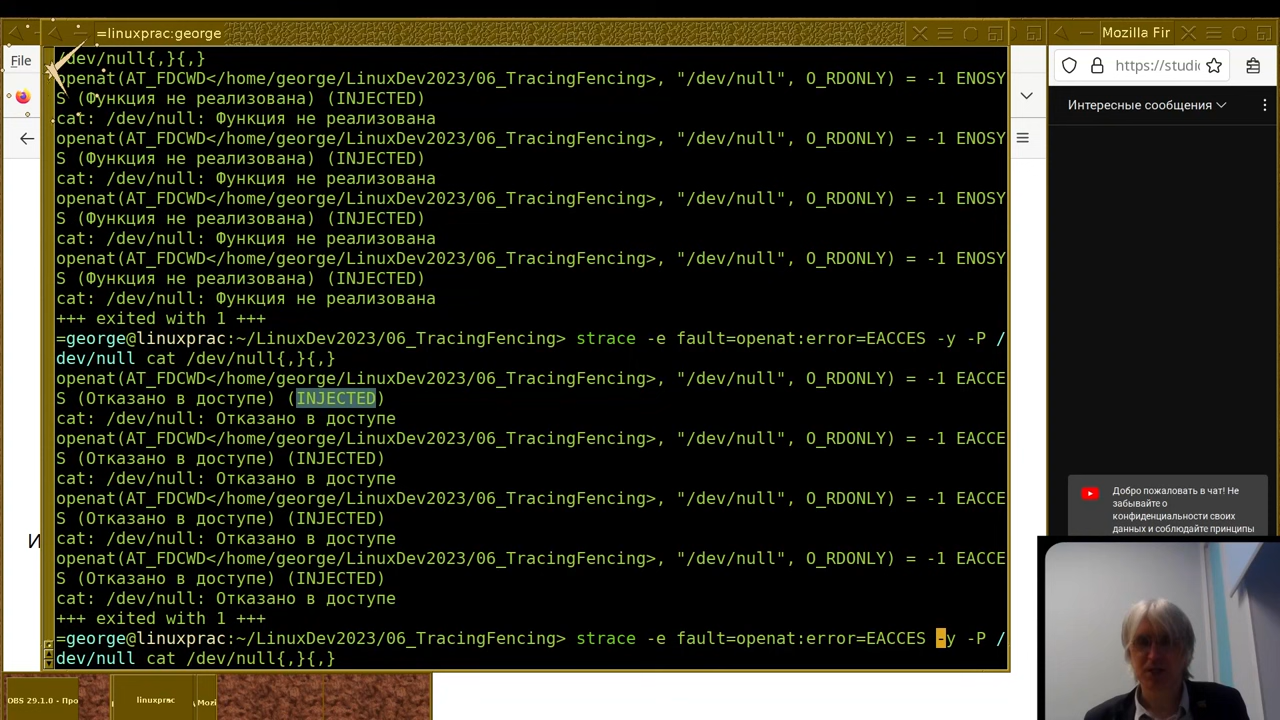 =linuxprac:george
Mozilla Fir
File
https://studio
Интересные сообщения
/dev/null{,}{,}
openat(AT_FDCWD</home/george/LinuxDev2023/06_TracingFencing>, "/dev/null", O_RDONLY) = -1 ENOSY
S (Функция не реализована) (INJECTED)
cat: /dev/null: Функция не реализована
openat(AT_FDCWD</home/george/LinuxDev2023/06_TracingFencing>, "/dev/null", O_RDONLY) = -1 ENOSY
S (Функция не реализована) (INJECTED)
cat: /dev/null: Функция не реализована
openat(AT_FDCWD</home/george/LinuxDev2023/06_TracingFencing>, "/dev/null", O_RDONLY) = -1 ENOSY
S (Функция не реализована) (INJECTED)
cat: /dev/null: Функция не реализована
openat(AT_FDCWD</home/george/LinuxDev2023/06_TracingFencing>, "/dev/null", O_RDONLY) = -1 ENOSY
S (Функция не реализована) (INJECTED)
cat: /dev/null: Функция не реализована
+++ exited with 1 +++
=george@linuxprac:~/LinuxDev2023/06_TracingFencing> strace -e fault=openat:error=EACCES -y -P /
dev/null cat /dev/null{,}{,}
openat(AT_FDCWD</home/george/LinuxDev2023/06_TracingFencing>, "/dev/null", O_RDONLY) = -1 EACCE
S (Отказано в доступе) (INJECTED)
cat: /dev/null: Отказано в доступе
openat(AT_FDCWD</home/george/LinuxDev2023/06_TracingFencing>, "/dev/null", O_RDONLY) = -1 EACCE
S (Отказано в доступе) (INJECTED)
cat: /dev/null: Отказано в доступе
openat(AT_FDCWD</home/george/LinuxDev2023/06_TracingFencing>, "/dev/null", O_RDONLY) = -1 EACCE
S (Отказано в доступе) (INJECTED)
cat: /dev/null: Отказано в доступе
openat(AT_FDCWD</home/george/LinuxDev2023/06_TracingFencing>, "/dev/null", O_RDONLY) = -1 EACCE
S (Отказано в доступе) (INJECTED)
cat: /dev/null: Отказано в доступе
+++ exited with 1 +++
=george@linuxprac:~/LinuxDev2023/06_TracingFencing> strace -e fault=openat:error=EACCES -y -P /
dev/null cat /dev/null{,}{,}
Добро пожаловать в чат! Не
забывайте о
конфиденциальности своих
данных и соблюдайте принципы
И
OBS 29.1.0 - Про
linuxprac
Mozi